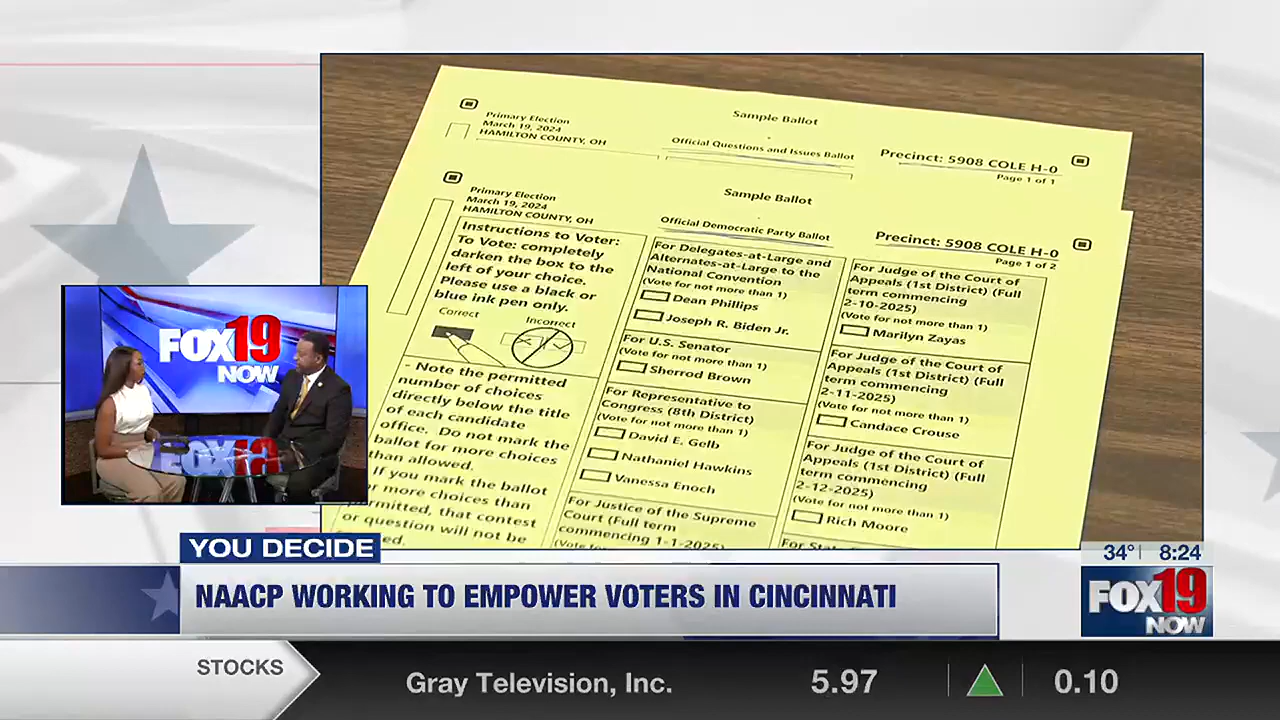 Sample Ballot
Primary Election
March 19, 2024
HAMILTON COUNTY, OH
Official Questions and Issues Ballot
Precinct: 5908 COLE H-0
Page 1 of 1
Sample Ballot
Primary Election
March 19, 2024
HAMILTON COUNTY, OH
Official Democratic Party Ballot
Precinct: 5908 COLE H-0
Page 1 of 2
Instructions to Voter:
To Vote: completely
darken the box to the
left of your choice.
Please use a black or
blue ink pen only.
Correct
Incorrect
- Note the permitted
number of choices
directly below the title
of each candidate
office. Do not mark the
ballot for more choices
than allowed.
If you mark the ballot
more choices than
that contest
or question will not be
For Delegates-at-Large and
Alternates-at-Large to the
National Convention
(Vote for not more than 1)
Dean Phillips
Joseph R. Biden Jr.
For U.S. Senator
(Vote for not more than 1)
Sherrod Brown
For Representative to
Congress (8th District)
(Vote for not more than 1)
David E. Gelb
Nathaniel Hawkins
Vanessa Enoch
For Justice of the Supreme
Court (Full term
commencing 1-1-2025)
For Judge of the Court of
Appeals (1st District) (Full
term commencing
2-10-2025)
(Vote for not more than 1)
Marilyn Zayas
For Judge of the Court of
Appeals (1st District) (Full
term commencing
2-11-2025)
(Vote for not more than 1)
Candace Crouse
For Judge of the Court of
Appeals (1st District) (Full
term commencing
2-12-2025)
(Vote for not more than 1)
Rich Moore
FOX19
NOW
FOX19
YOU DECIDE
NAACP WORKING TO EMPOWER VOTERS IN CINCINNATI
34° 8:24
FOX19
NOW
STOCKS
Gray Television, Inc. 5.97 0.10